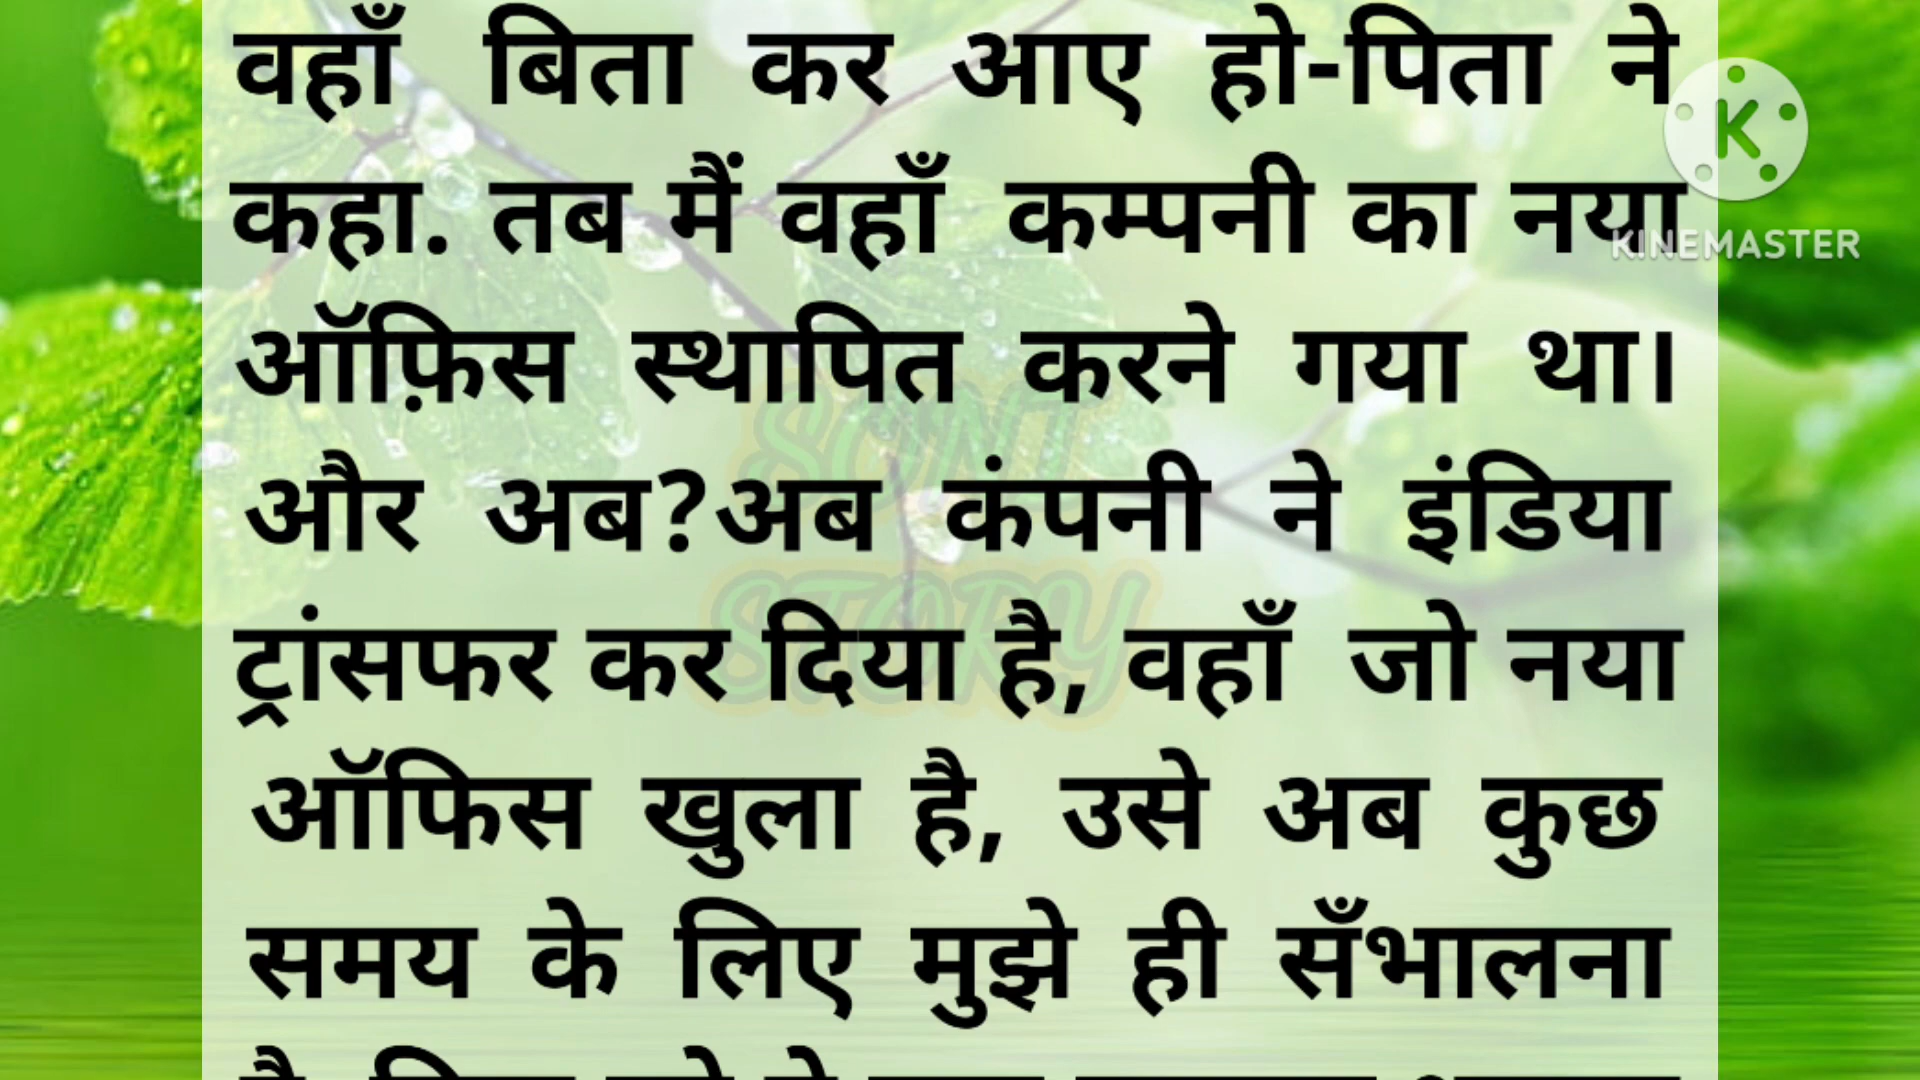 वहाँ बिता कर आए हो-पिता ने
कहा. तब मैं वहाँ कम्पनी का नया
KINEMASTER
ऑफ़िस स्थापित करने गया था।
और अब?अब कंपनी ने इंडिया
ट्रांसफर कर दिया है, वहाँ जो नया
ऑफिस खुला है, उसे अब कुछ
समय के लिए मुझे ही सँभालना
STORY